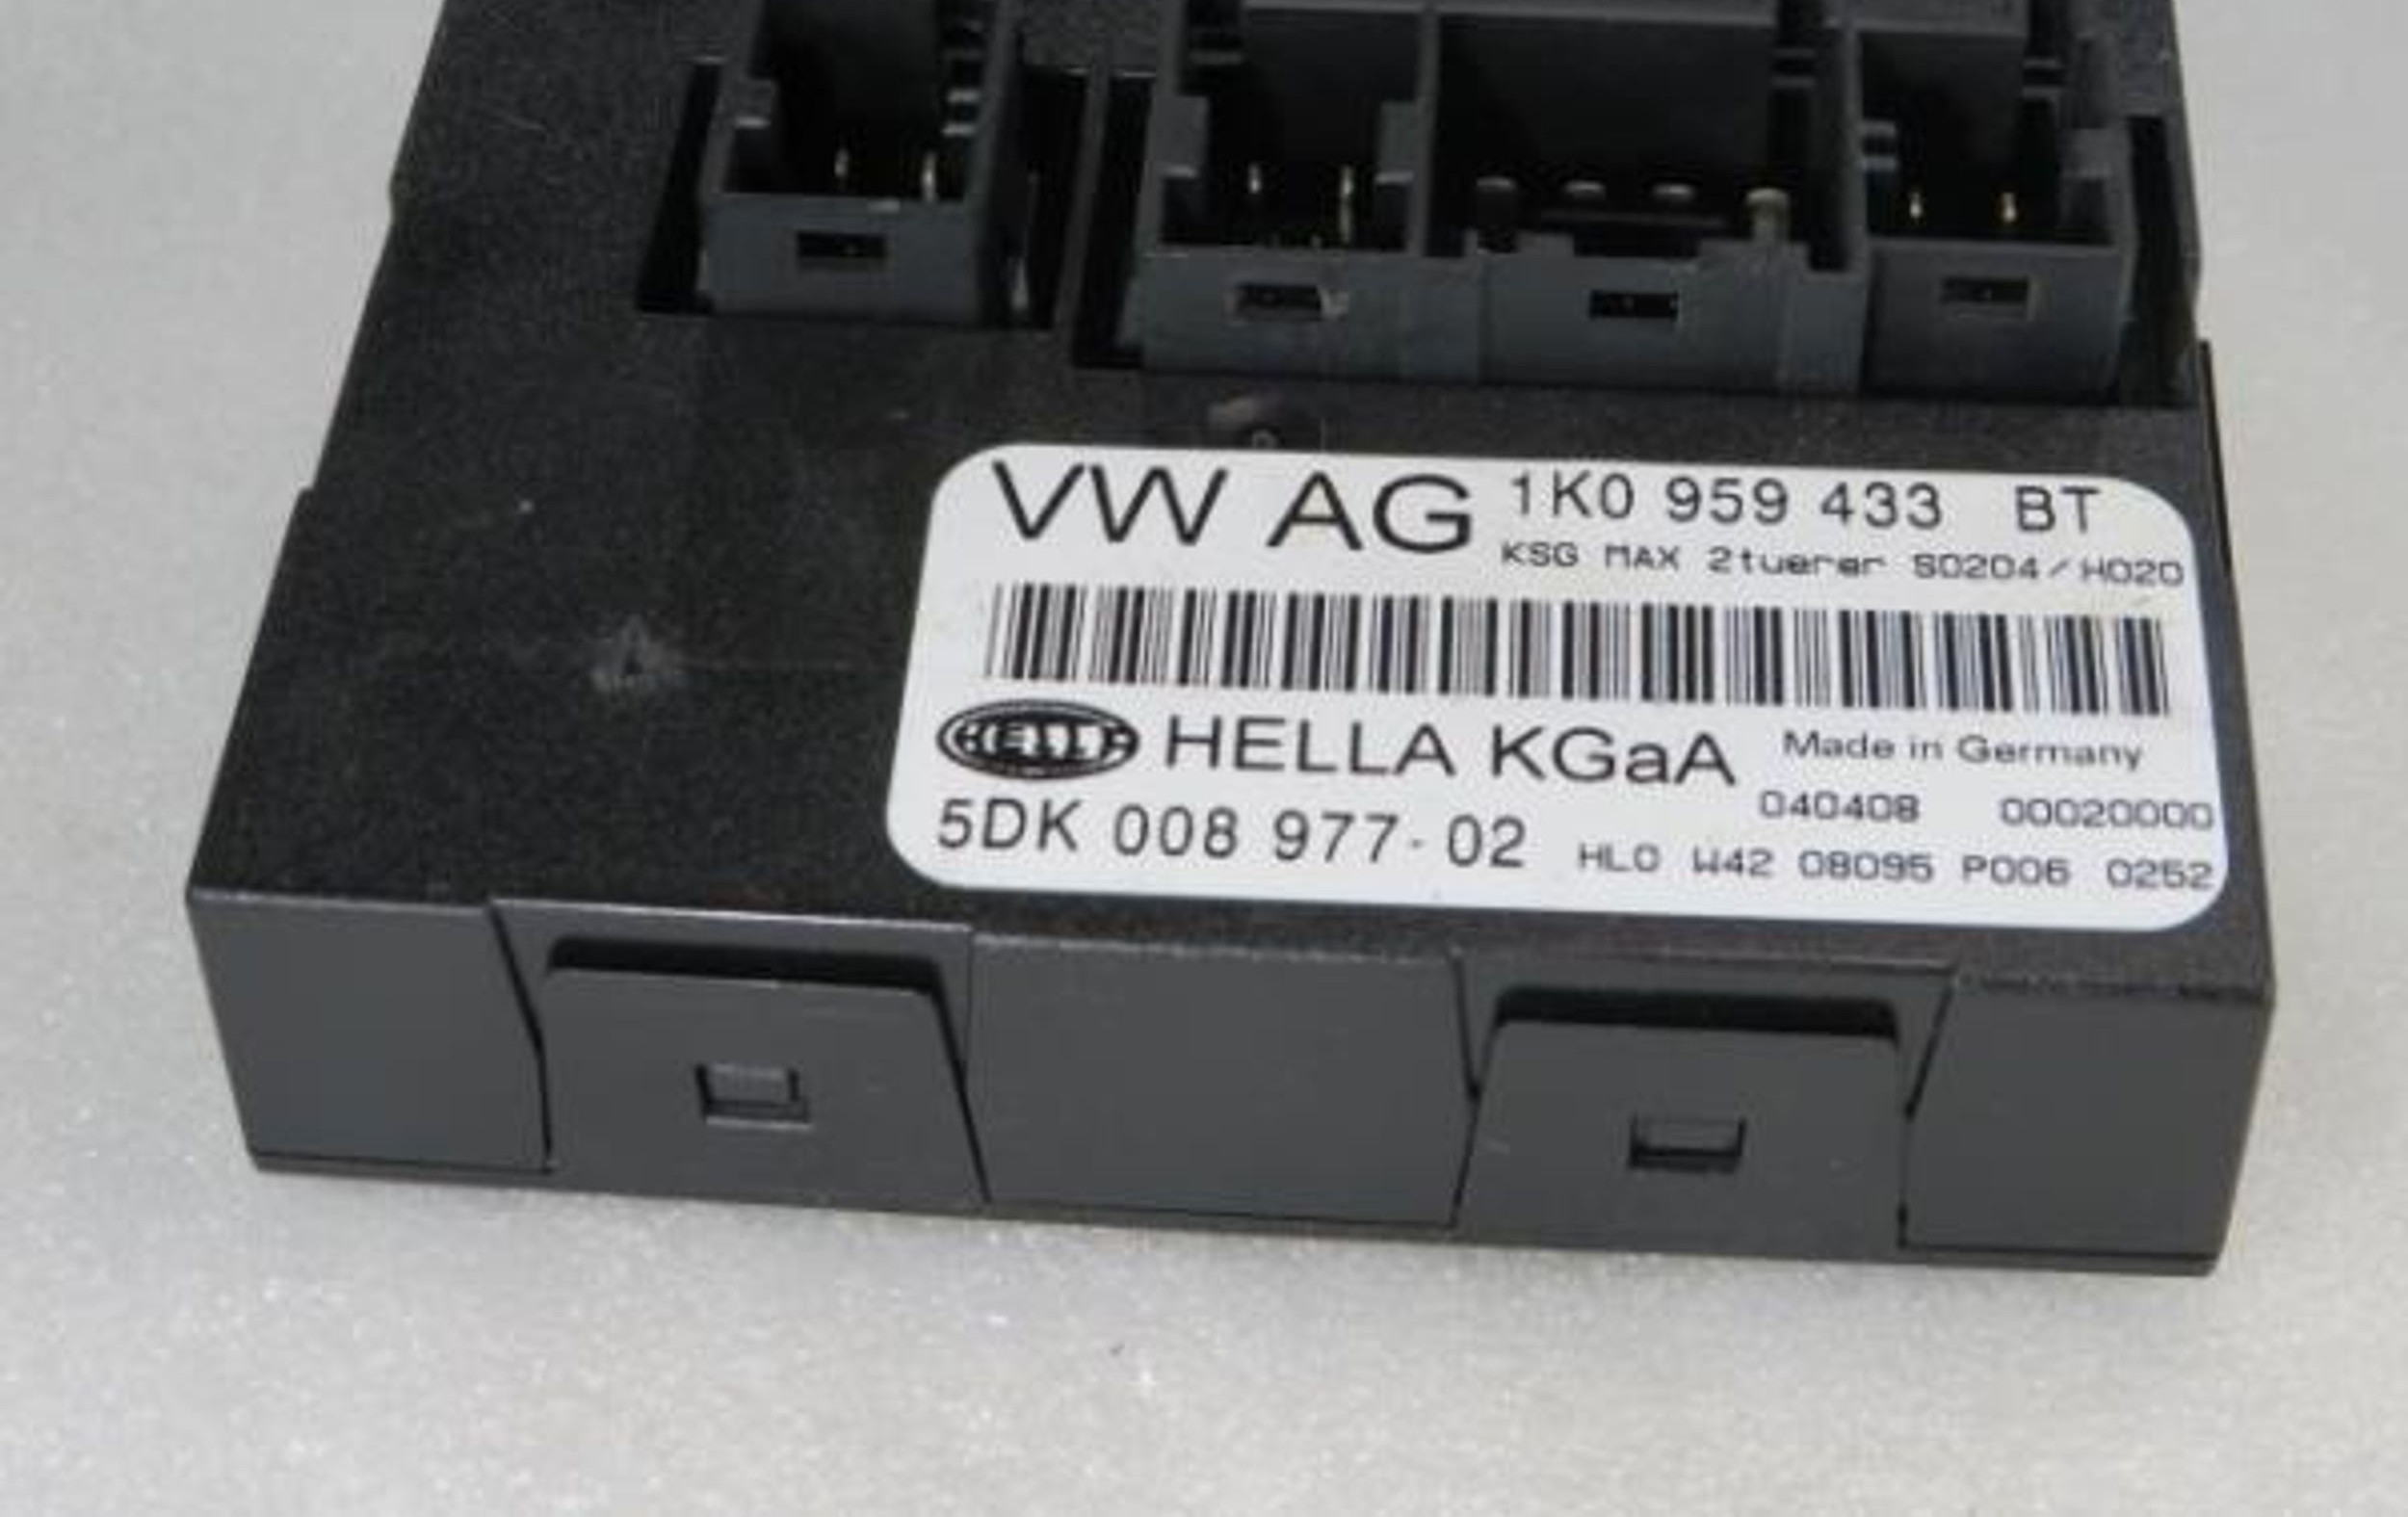 VW AG 1K0 959 433 BT
KSG MAX 2tuerer S0204/H020
HELLA HELLA KGaA Made in Germany
040408 00020000
5DK 008 977-02 HL0 W42 08095 P006 0252